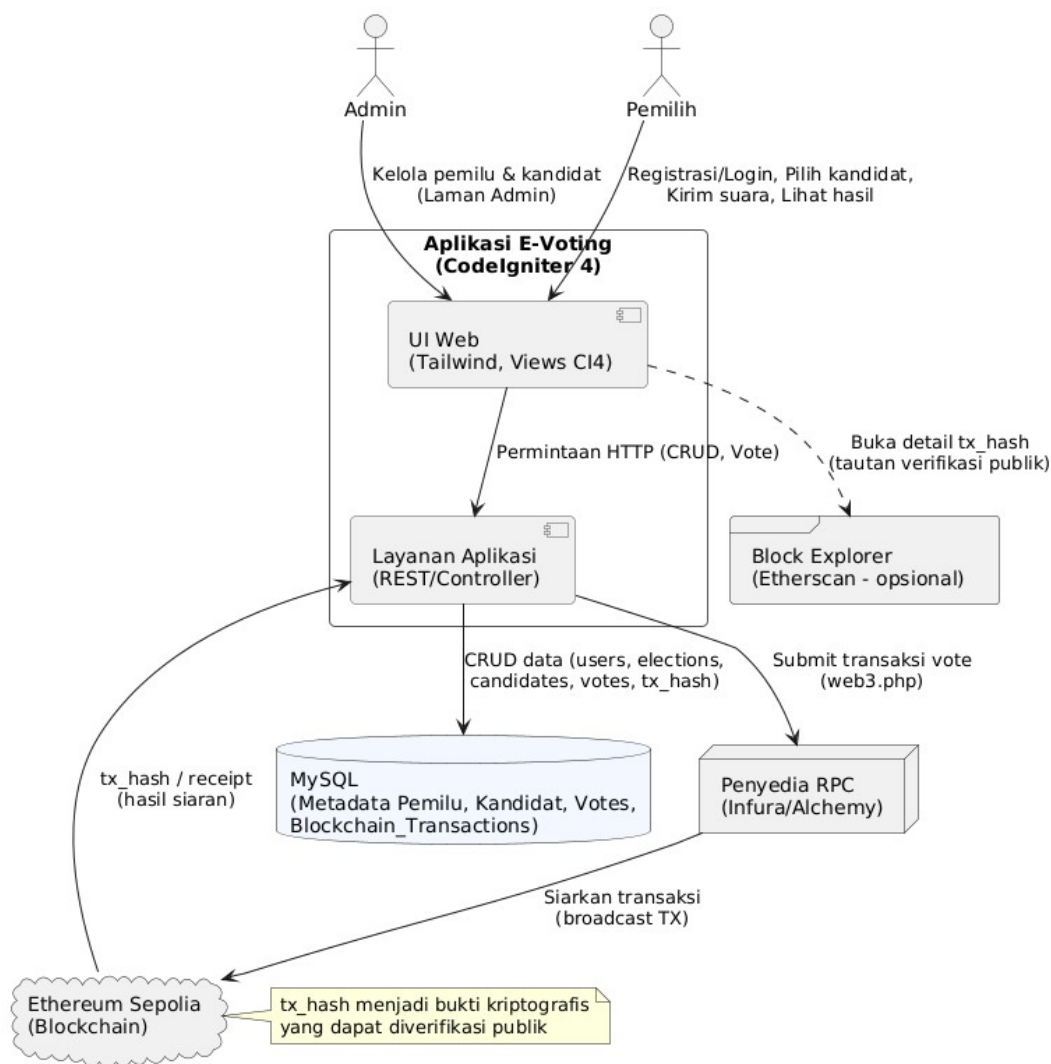 Admin
Pemilih
Kelola pemilu & kandidat
(Laman Admin)
Registrasi/Login, Pilih kandidat,
Kirim suara, Lihat hasil
Aplikasi E-Voting
(CodeIgniter 4)
UI Web
(Tailwind, Views CI4)
Permintaan HTTP (CRUD, Vote)
Buka detail tx_hash
(tautan verifikasi publik)
Layanan Aplikasi
(REST/Controller)
Block Explorer
(Etherscan - opsional)
CRUD data (users, elections,
candidates, votes, tx_hash)
Submit transaksi vote
(web3.php)
tx_hash / receipt
(hasil siaran)
MySQL
(Metadata Pemilu, Kandidat, Votes,
Blockchain_Transactions)
Penyedia RPC
(Infura/Alchemy)
Siarkan transaksi
(broadcast TX)
Ethereum Sepolia
(Blockchain)
tx_hash menjadi bukti kriptografis
yang dapat diverifikasi publik